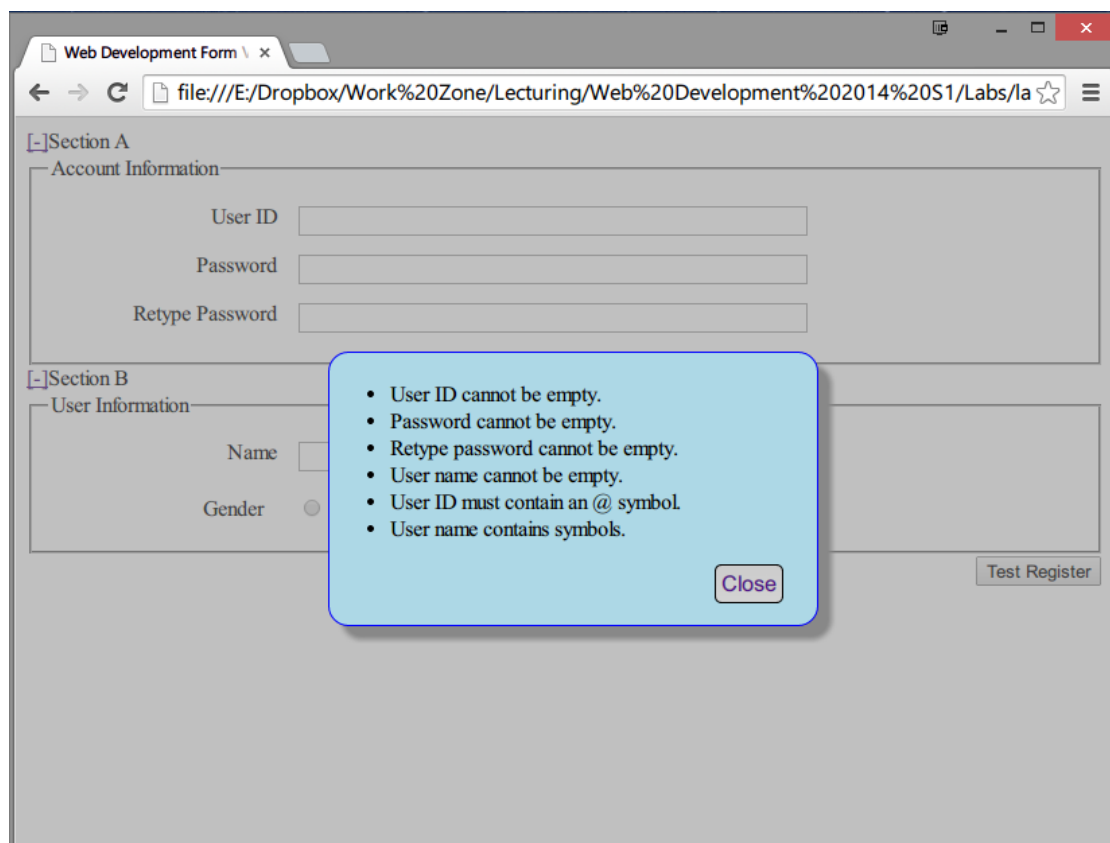 Web Development Form
file:///E:/Dropbox/Work%20Zone/Lecturing/Web%20Development%202014%20S1/Labs/la
[-]Section A
Account Information
User ID
Password
Retype Password
[-]Section B
User Information
Name
Gender
• User ID cannot be empty.
• Password cannot be empty.
• Retype password cannot be empty.
• User name cannot be empty.
• User ID must contain an @ symbol.
• User name contains symbols.
Close
Test Register